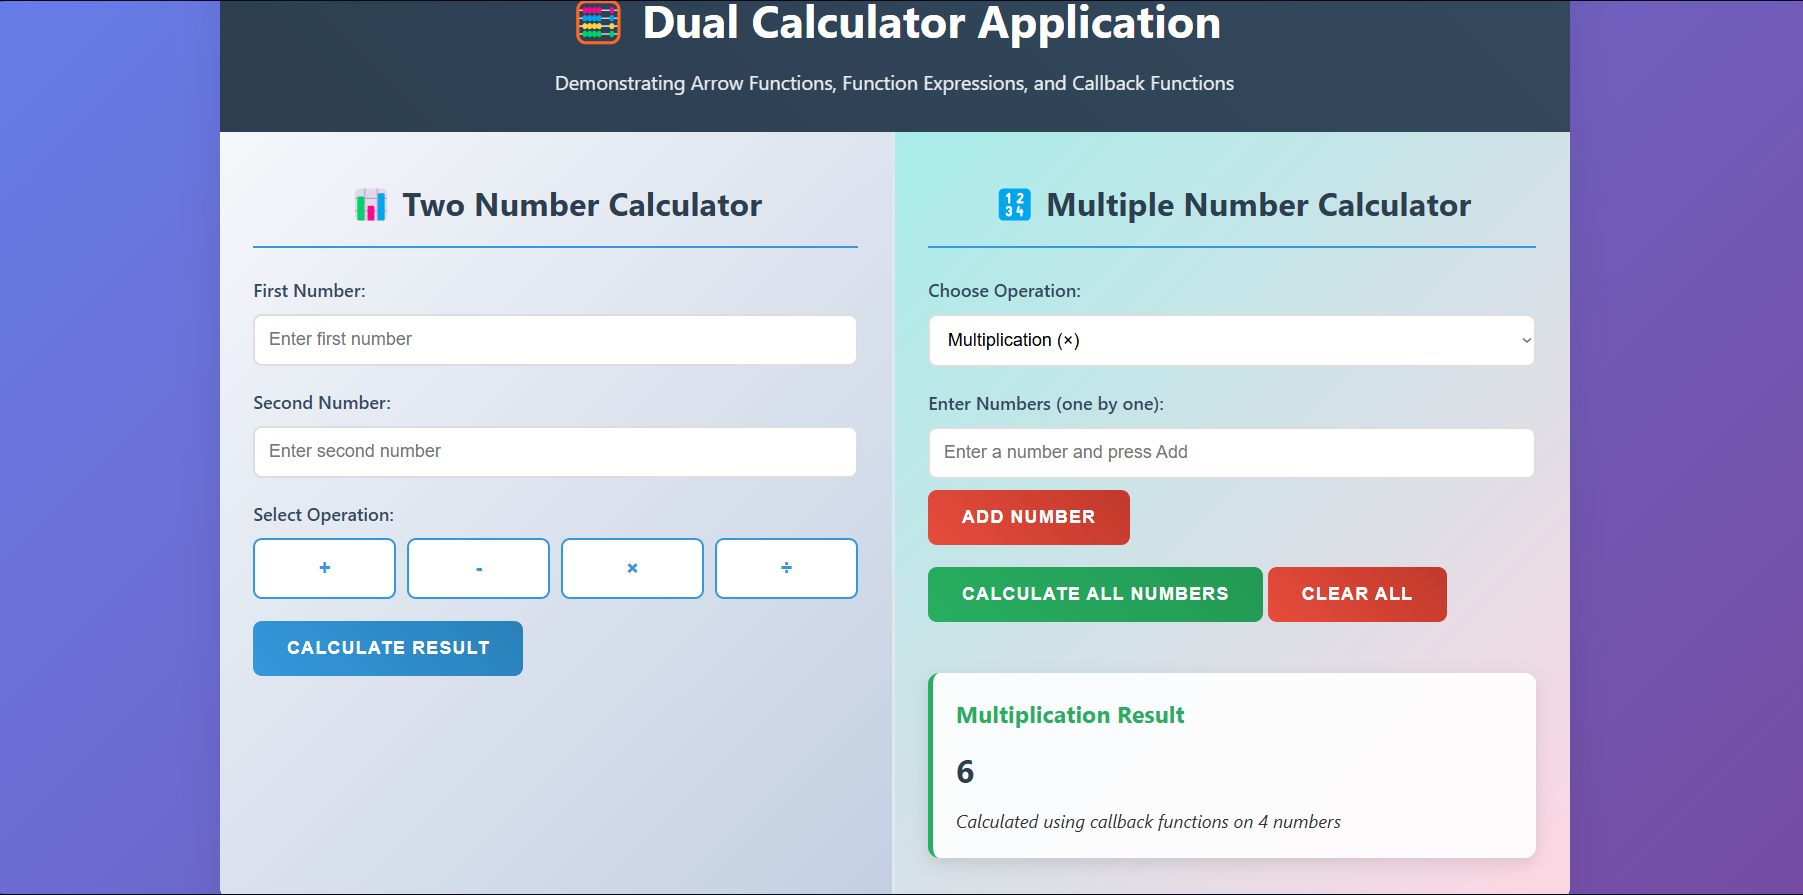 Dual Calculator Application
Demonstrating Arrow Functions, Function Expressions, and Callback Functions
Two Number Calculator
First Number:
Enter first number
Second Number:
Enter second number
Select Operation:
+ - × ÷
CALCULATE RESULT
1 2
3 4
Multiple Number Calculator
Choose Operation:
Multiplication (×)
Enter Numbers (one by one):
Enter a number and press Add
ADD NUMBER
CALCULATE ALL NUMBERS CLEAR ALL
Multiplication Result
6
Calculated using callback functions on 4 numbers